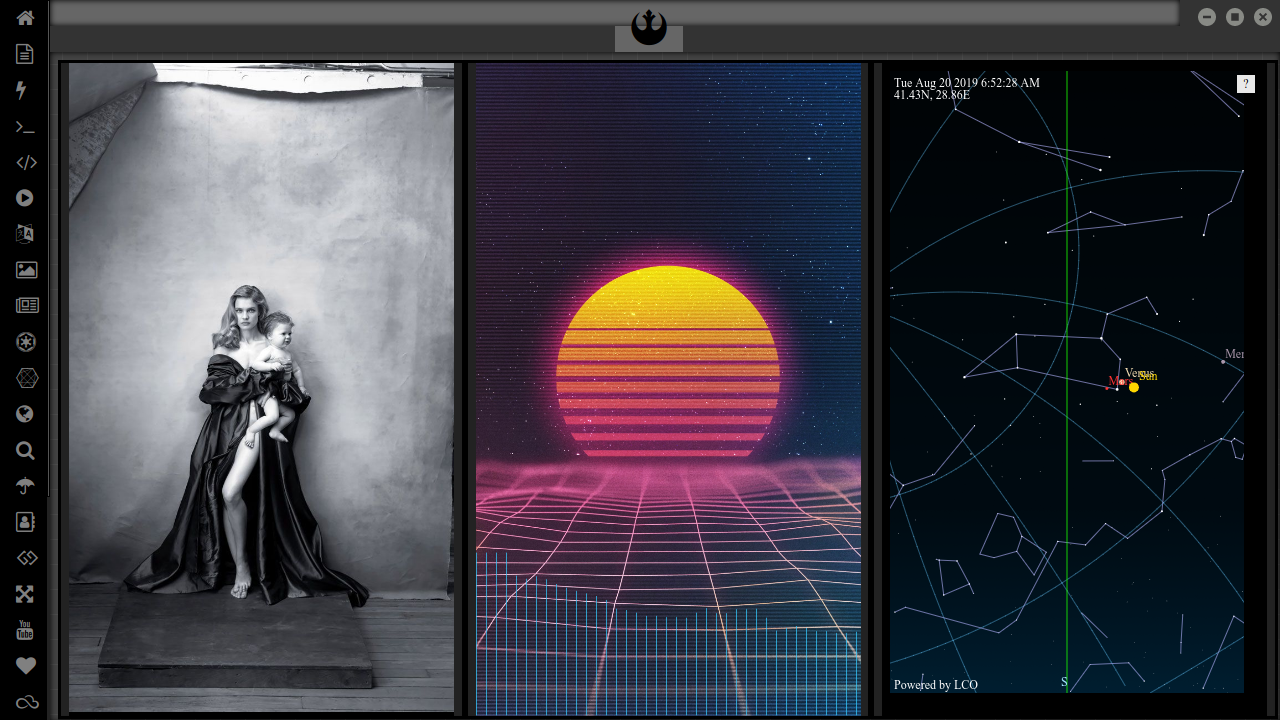 Tue Aug 20 2019 6:52:28 AM
?
41.43N, 28.86E
Mer
Venus
Sun
Mars
S
Powered by LCO
You
Tube